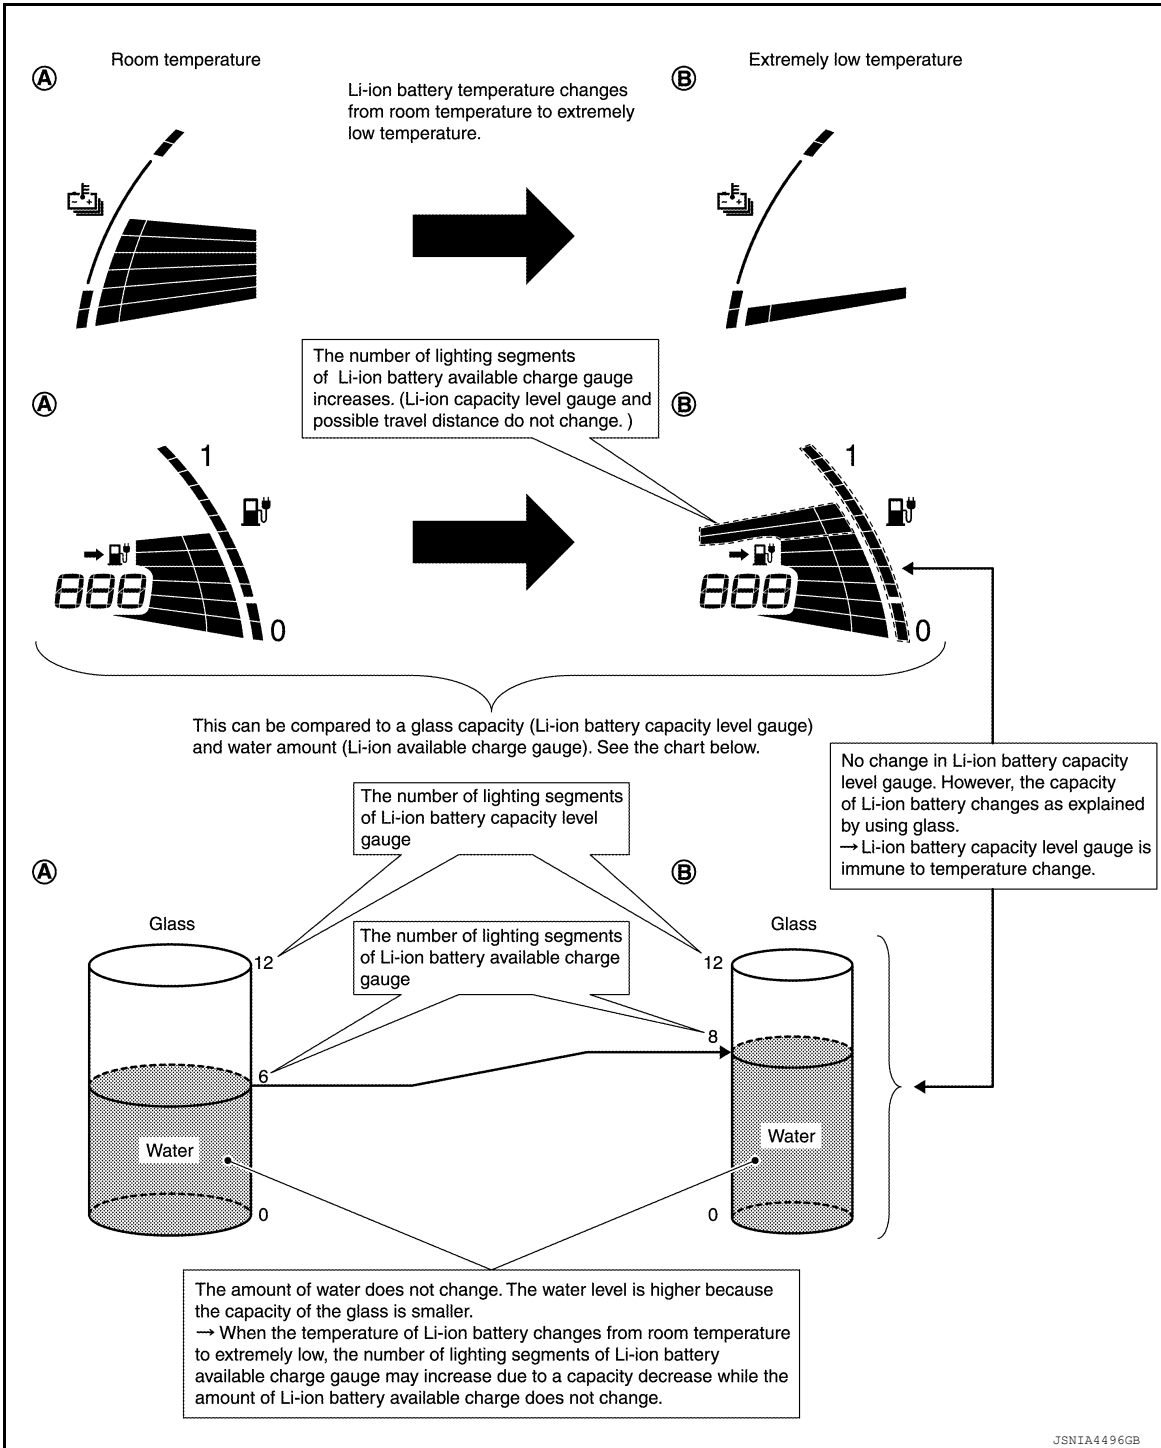 Room temperature
Extremely low temperature
A
B
Li-ion battery temperature changes
from room temperature to extremely
low temperature.
The number of lighting segments
of Li-ion battery available charge gauge
increases. (Li-ion capacity level gauge and
possible travel distance do not change. )
A
B
1
1
888
888
0
0
This can be compared to a glass capacity (Li-ion battery capacity level gauge)
and water amount (Li-ion available charge gauge). See the chart below.
No change in Li-ion battery capacity
level gauge. However, the capacity
of Li-ion battery changes as explained
by using glass.
→ Li-ion battery capacity level gauge is
immune to temperature change.
The number of lighting segments
of Li-ion battery capacity level
gauge
A
B
Glass
Glass
The number of lighting segments
of Li-ion battery available charge
gauge
12
12
8
6
Water
Water
0
0
The amount of water does not change. The water level is higher because
the capacity of the glass is smaller.
→ When the temperature of Li-ion battery changes from room temperature
to extremely low, the number of lighting segments of Li-ion battery
available charge gauge may increase due to a capacity decrease while the
amount of Li-ion battery available charge does not change.
JSNIA4496GB